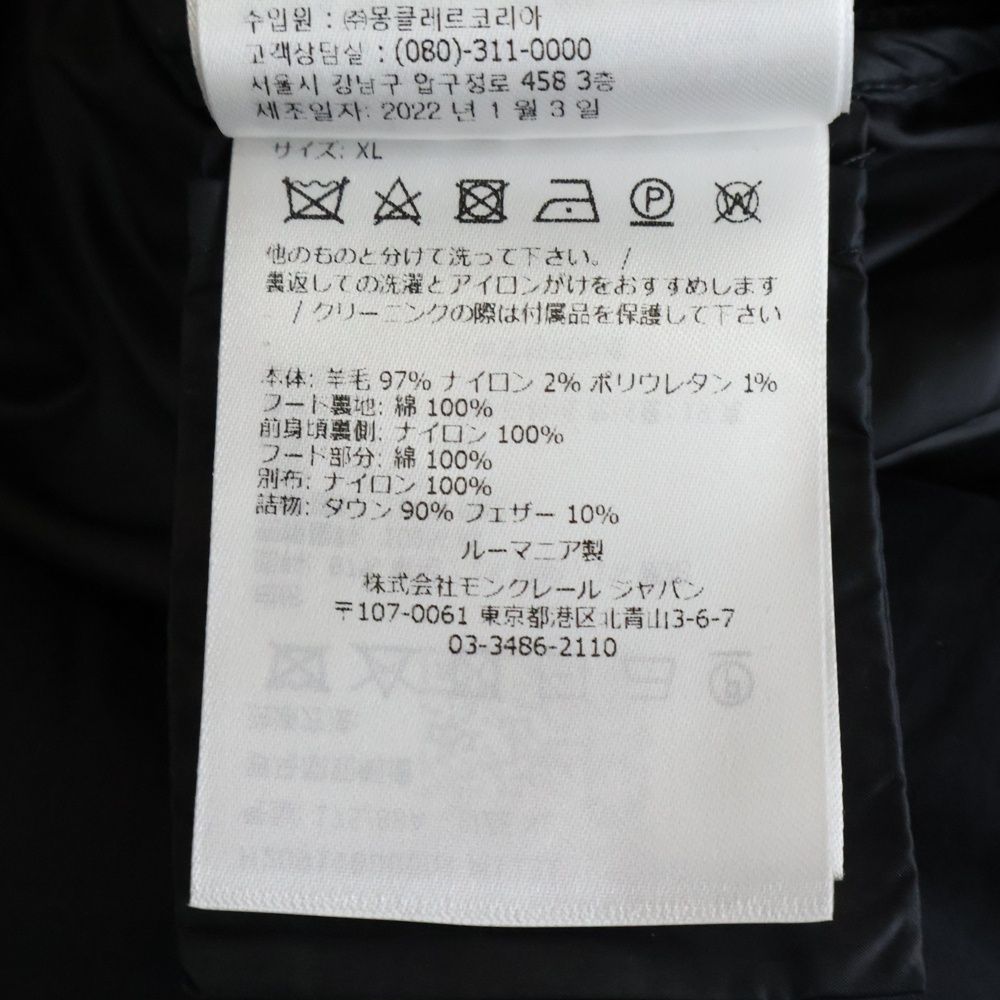 수입원 : ㈜몽클레르코리아
고객상담실 : (080)-311-0000
서울시 강남구 압구정로 458 3층
제조일자: 2022 년 1 월 3 일
サイズ: XL
P
W
他のものと分けて洗って下さい。 /
裏返しての洗濯とアイロンがけをおすすめします
. / クリーニングの際は付属品を保護して下さい
.
本体: 羊毛 97% ナイロン 2% ポリウレタン 1%
フード裏地: 綿 100%
前身頃裏側: ナイロン 100%
フード部分: 綿 100%
別布: ナイロン 100%
詰物: ダウン 90% フェザー 10%
ルーマニア製
株式会社モンクレール ジャパン
〒107-0061 東京都港区北青山3-6-7
03-3486-2110